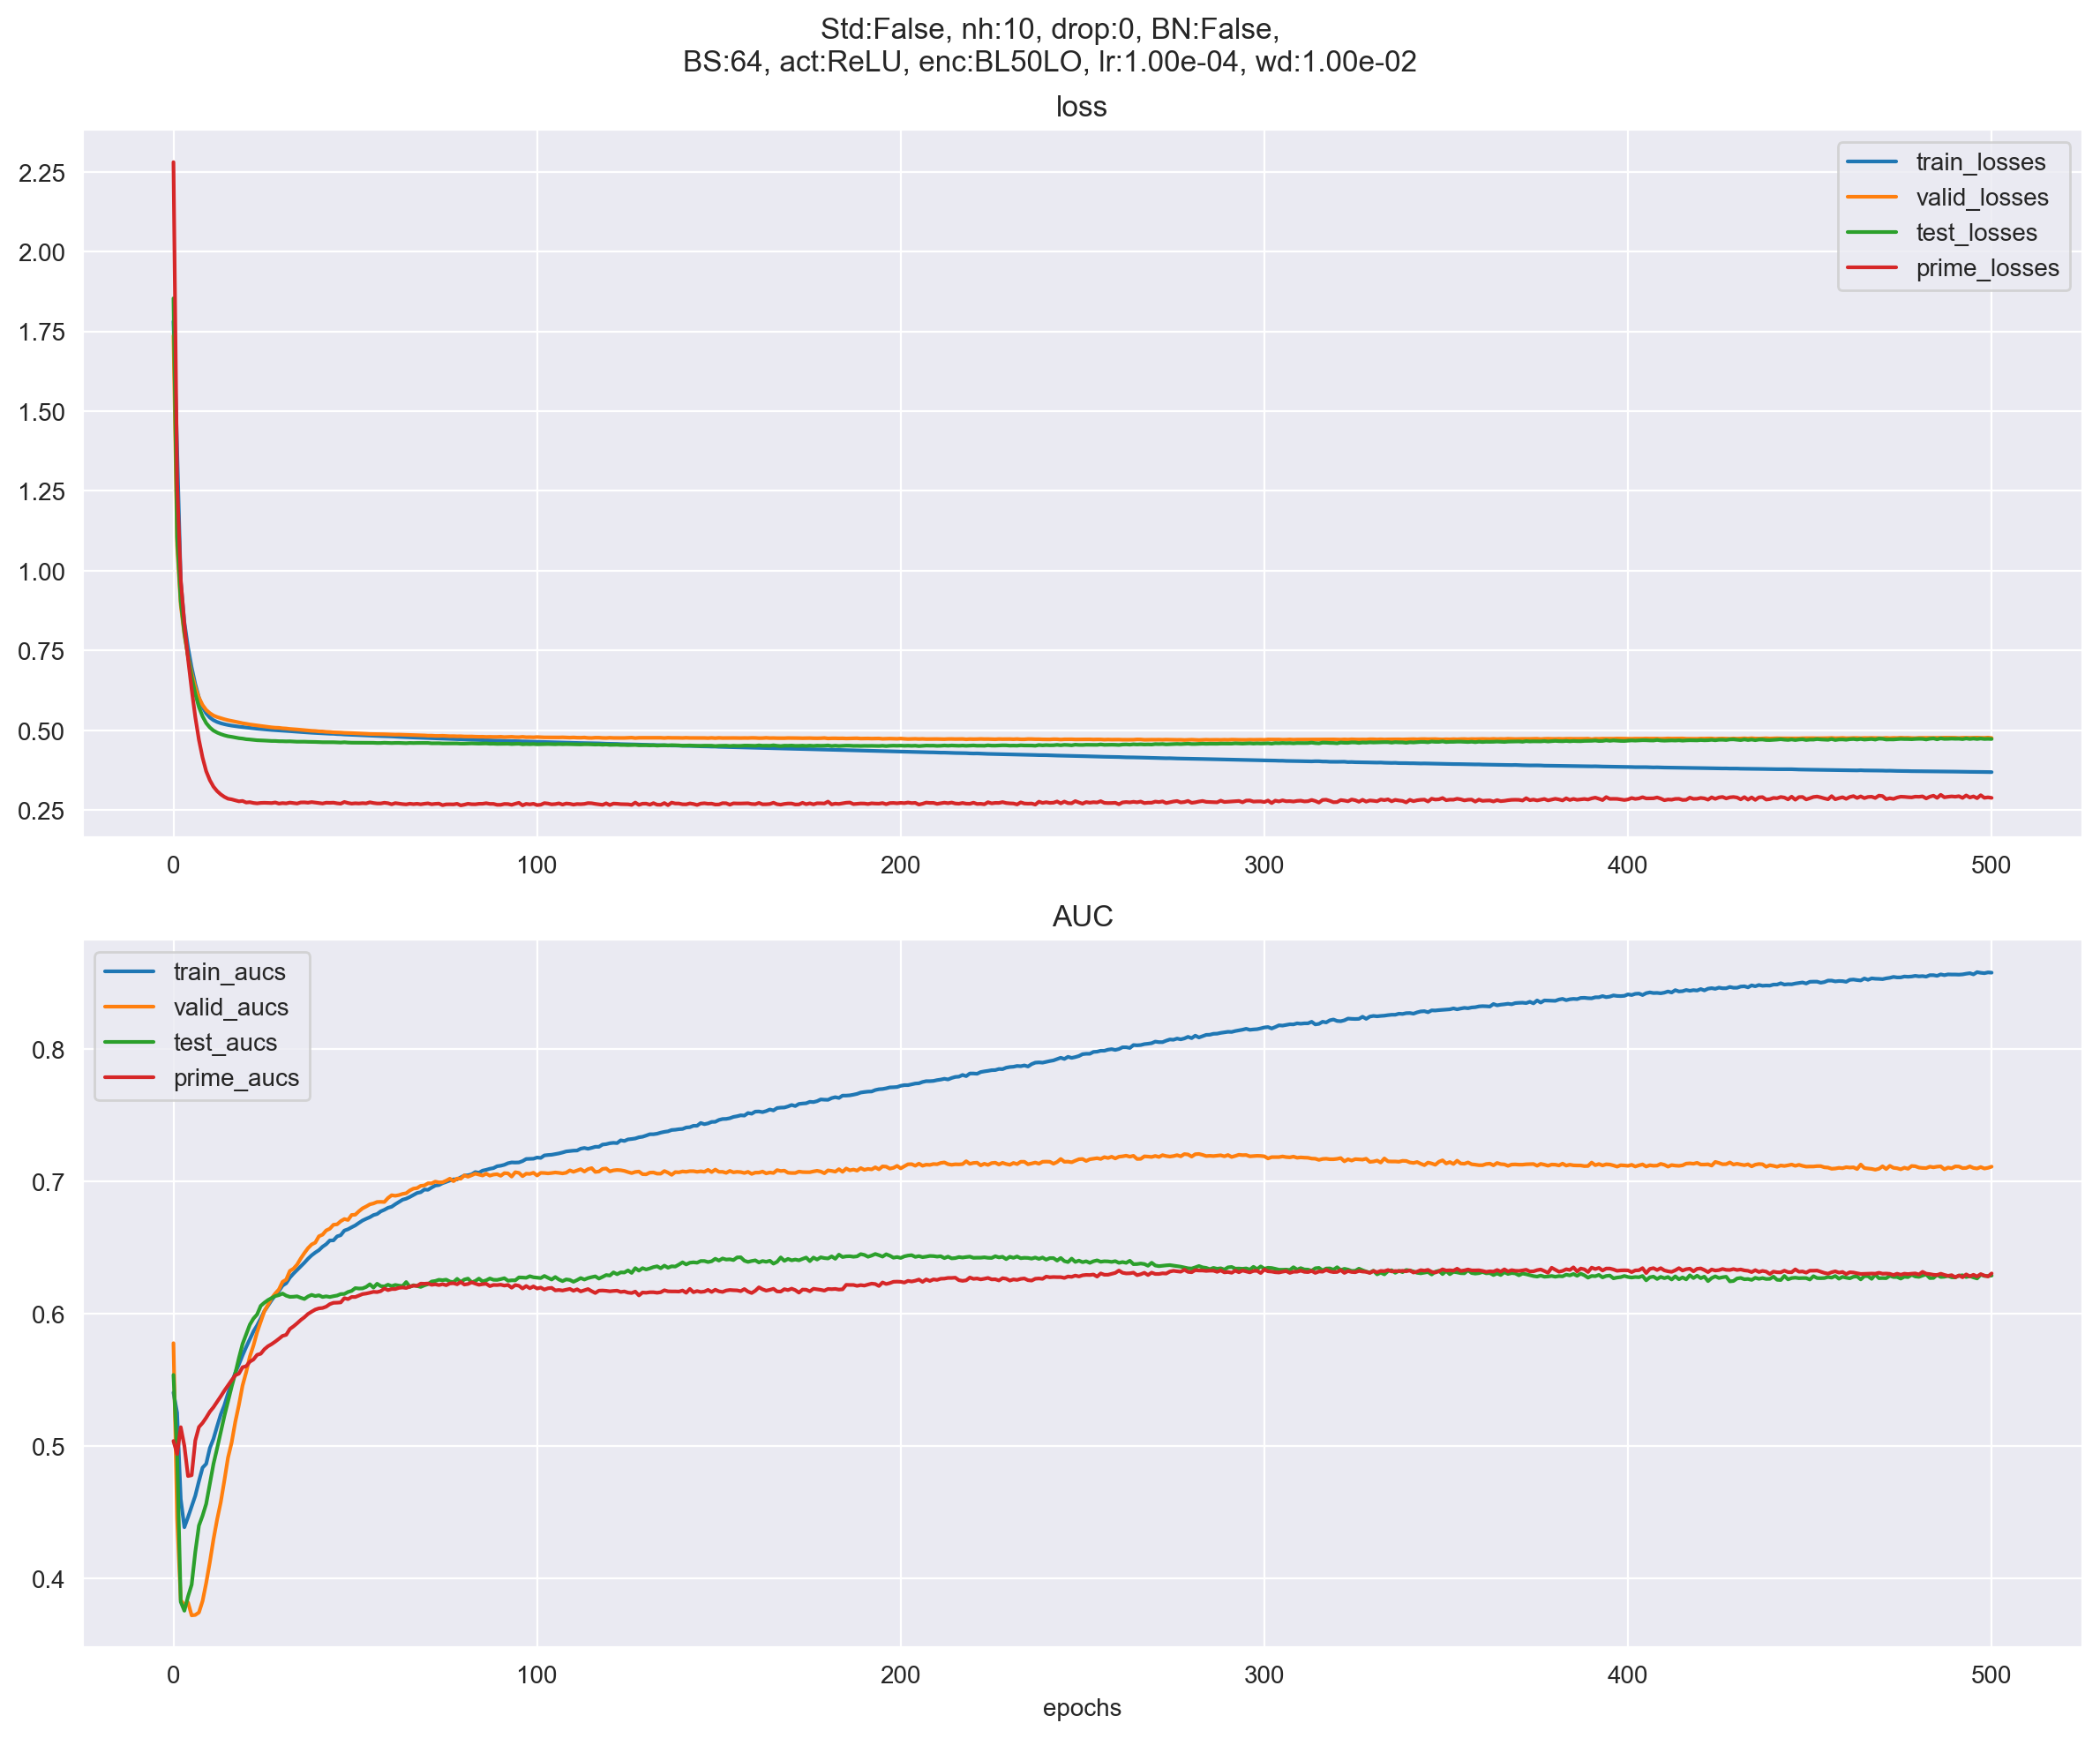 Std:False, nh:10, drop:0, BN:False,
BS:64, act:ReLU, enc:BL50LO, lr:1.00e-04, wd:1.00e-02
loss
2.25
2.00
1.75
1.50
1.25
1.00
0.75
0.50
0.25
train_losses
valid_losses
test_losses
prime_losses
0 100 200 300 400 500
AUC
train_aucs
valid_aucs
test_aucs
prime_aucs
0.8
0.7
0.6
0.5
0.4
0 100 200 300 400 500
epochs